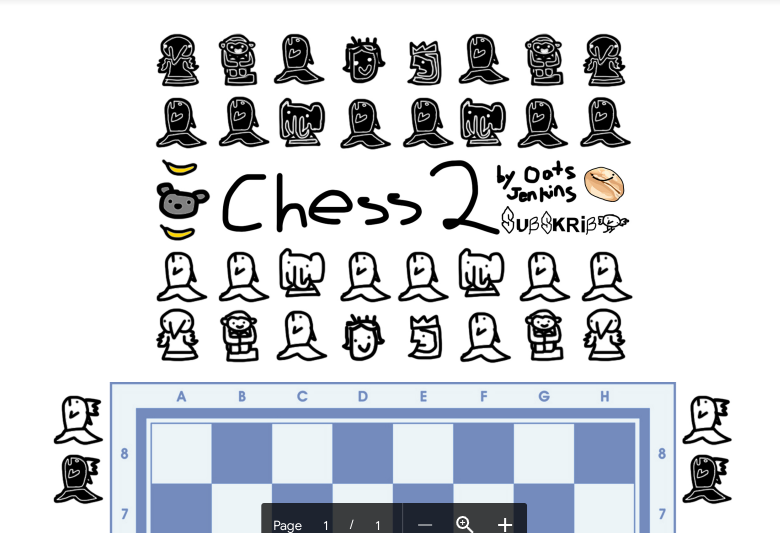 Chess 2
by Oats
Jenkins
SUBSKRiB
A B C D E F G H
8 8
7 7
Page 1 / 1